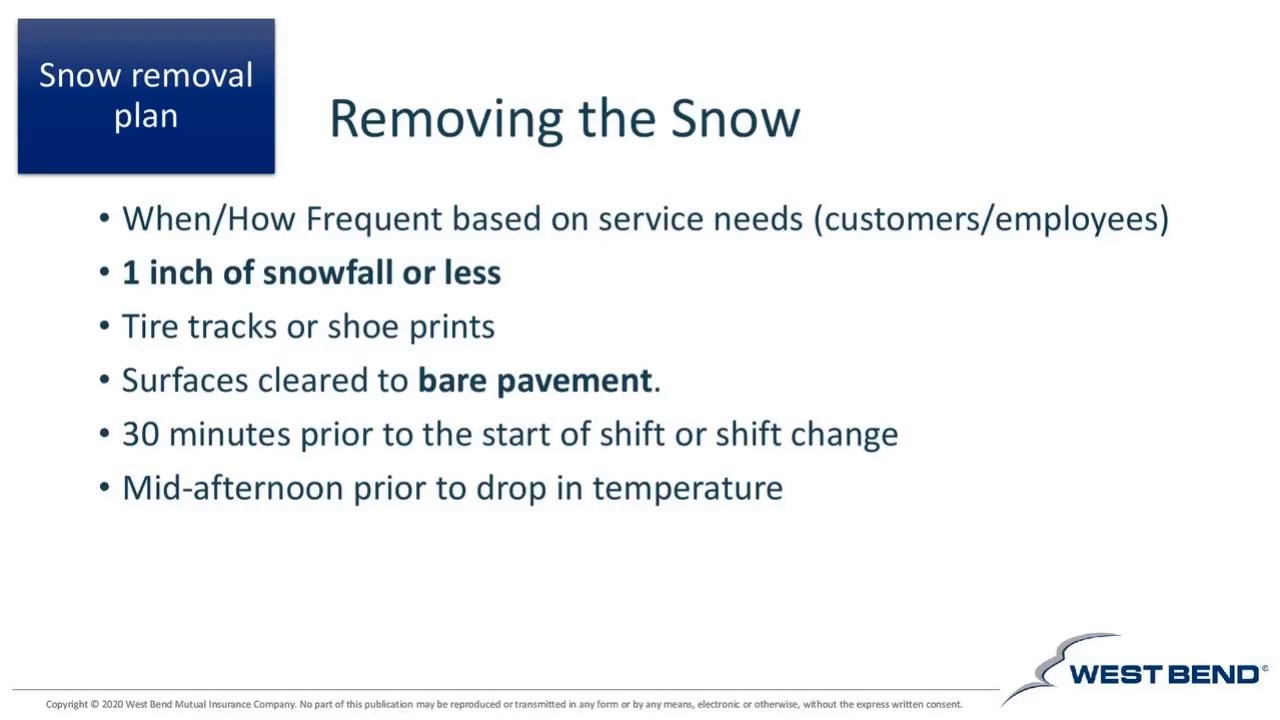 Snow removal
plan
Removing the Snow
• When/How Frequent based on service needs (customers/employees)
• 1 inch of snowfall or less
• Tire tracks or shoe prints
• Surfaces cleared to bare pavement.
• 30 minutes prior to the start of shift or shift change
• Mid-afternoon prior to drop in temperature
WEST BEND®
Copyright © 2020 West Bend Mutual Insurance Company. No part of this publication may be reproduced or transmitted in any form or by any means, electronic or otherwise, without the express written consent.